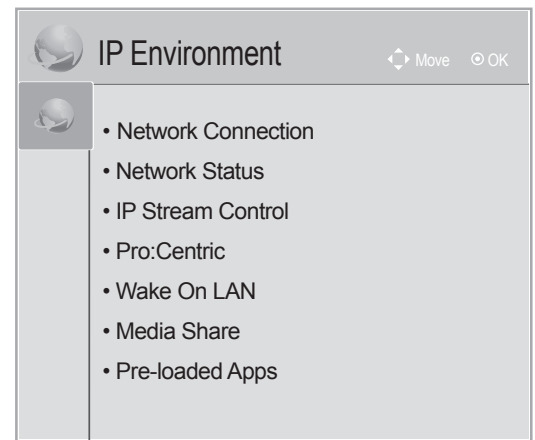 IP Environment Move OK
• Network Connection
• Network Status
• IP Stream Control
• Pro:Centric
• Wake On LAN
• Media Share
• Pre-loaded Apps